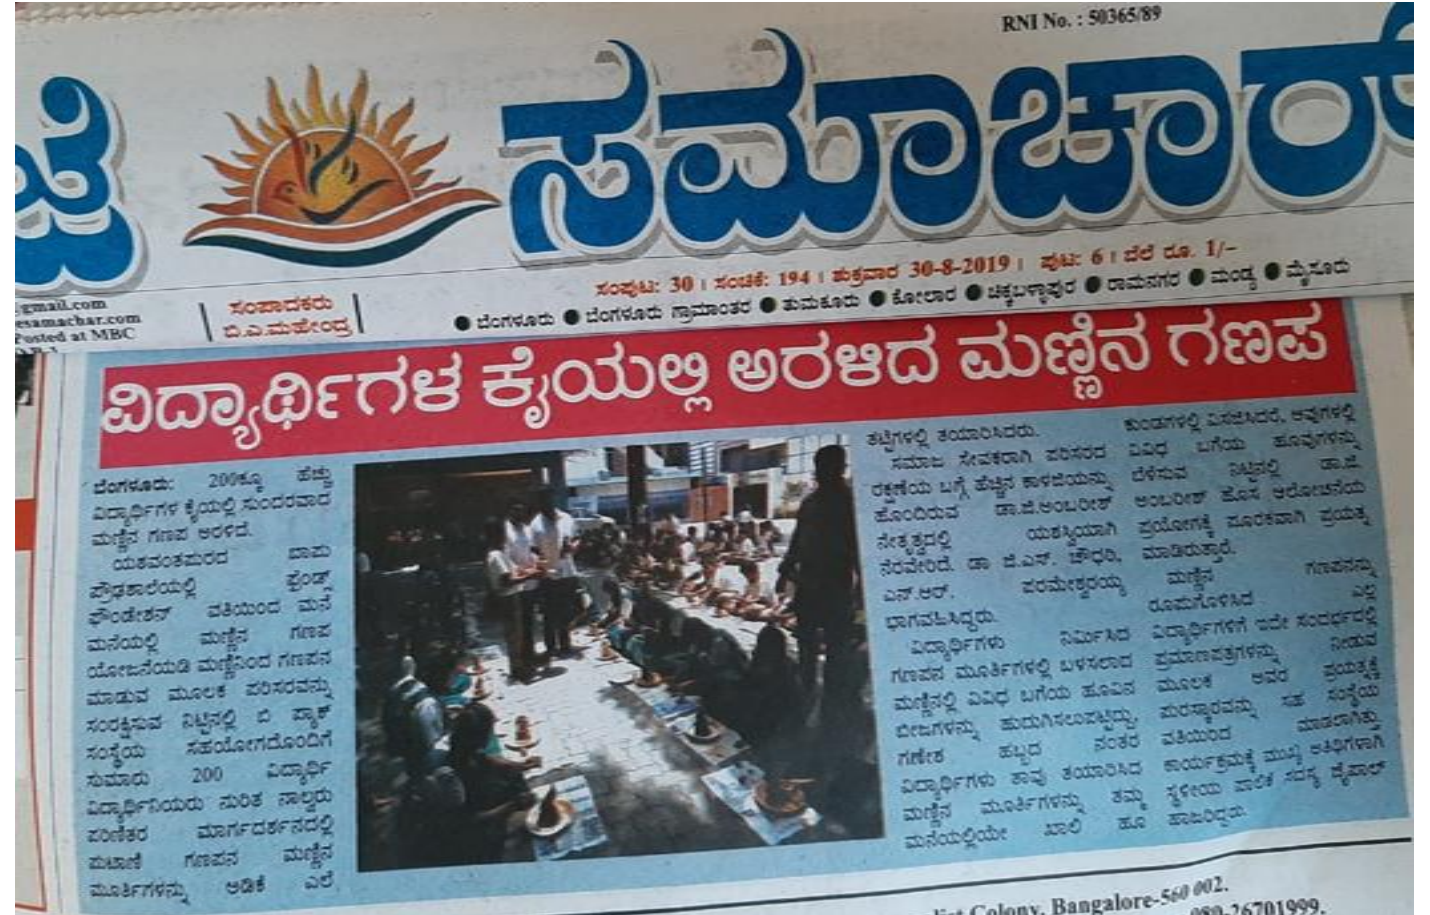 RNI No. : 50365/89
ಸಮಾಚಾರ್
ಸಂಪುಟ: 30 | ಸಂಚಿಕೆ: 194 | ಶುಕ್ರವಾರ 30-8-2019 | ಪುಟ: 6 | ಬೆಲೆ ರೂ. 1/-
gmail.com
esamachar.com
Posted at MBC
ಸಂಪಾದಕರು
ಬಿ.ಎ.ಮಹೇಂದ್ರ
● ಬೆಂಗಳೂರು ● ಬೆಂಗಳೂರು ಗ್ರಾಮಾಂತರ ● ತುಮಕೂರು ● ಕೋಲಾರ ● ಚಿಕ್ಕಬಳ್ಳಾಪುರ ● ರಾಮನಗರ ● ಮಂಡ್ಯ ● ಮೈಸೂರು
ವಿದ್ಯಾರ್ಥಿಗಳ ಕೈಯಲ್ಲಿ ಅರಳಿದ ಮಣ್ಣಿನ ಗಣಪ
ಬೆಂಗಳೂರು: 200ಕ್ಕೂ ಹೆಚ್ಚು
ವಿದ್ಯಾರ್ಥಿಗಳ ಕೈಯಲ್ಲಿ ಸುಂದರವಾದ
ಮಣ್ಣಿನ ಗಣಪ ಅರಳಿದೆ.
ಯಶವಂತಪುರದ ಬಾಪು
ಪ್ರೌಢಶಾಲೆಯಲ್ಲಿ ಫ್ರೆಂಡ್ಸ್
ಫೌಂಡೇಶನ್ ವತಿಯಿಂದ ಮನೆ
ಮನೆಯಲ್ಲಿ ಮಣ್ಣಿನ ಗಣಪ
ಯೋಜನೆಯಡಿ ಮಣ್ಣಿನಿಂದ ಗಣಪನ
ಮಾಡುವ ಮೂಲಕ ಪರಿಸರವನ್ನು
ಸಂರಕ್ಷಿಸುವ ನಿಟ್ಟಿನಲ್ಲಿ ಬಿ ಪ್ಯಾಕ್
ಸಂಸ್ಥೆಯ ಸಹಯೋಗದೊಂದಿಗೆ
ಸುಮಾರು 200 ವಿದ್ಯಾರ್ಥಿ
ವಿದ್ಯಾರ್ಥಿನಿಯರು ನುರಿತ ನಾಲ್ವರು
ಪರಿಣಿತರ ಮಾರ್ಗದರ್ಶನದಲ್ಲಿ
ಪುಟಾಣಿ ಗಣಪನ ಮಣ್ಣಿನ
ಮೂರ್ತಿಗಳನ್ನು ಅಡಿಕೆ ಎಲೆ
ತಟ್ಟೆಗಳಲ್ಲಿ ತಯಾರಿಸಿದರು.
ಸಮಾಜ ಸೇವಕರಾಗಿ ಪರಿಸರದ
ರಕ್ಷಣೆಯ ಬಗ್ಗೆ ಹೆಚ್ಚಿನ ಕಾಳಜಿಯನ್ನು
ಹೊಂದಿರುವ ಡಾ.ಜಿ.ಅಂಬರೀಶ್
ನೇತೃತ್ವದಲ್ಲಿ ಯಶಸ್ವಿಯಾಗಿ
ನೆರವೇರಿದೆ. ಡಾ ಜಿ.ಎಸ್. ಚೌಧರಿ,
ಎನ್.ಆರ್. ಪರಮೇಶ್ವರಯ್ಯ
ಭಾಗವಹಿಸಿದ್ದರು.
ವಿದ್ಯಾರ್ಥಿಗಳು ನಿರ್ಮಿಸಿದ
ಗಣಪನ ಮೂರ್ತಿಗಳಲ್ಲಿ ಬಳಸಲಾದ
ಮಣ್ಣಿನಲ್ಲಿ ವಿವಿಧ ಬಗೆಯ ಹೂವಿನ
ಬೀಜಗಳನ್ನು ಹುದುಗಿಸಲ್ಪಟ್ಟಿದ್ದು,
ಗಣೇಶ ಹಬ್ಬದ ನಂತರ
ವಿದ್ಯಾರ್ಥಿಗಳು ತಾವು ತಯಾರಿಸಿದ
ಮಣ್ಣಿನ ಮೂರ್ತಿಗಳನ್ನು ತಮ್ಮ
ಮನೆಯಲ್ಲಿಯೇ ಖಾಲಿ ಹೂ
ಕುಂಡಗಳಲ್ಲಿ ವಿಸರ್ಜಿಸಿದರೆ, ಅವುಗಳಲ್ಲಿ
ವಿವಿಧ ಬಗೆಯ ಹೂವುಗಳನ್ನು
ಬೆಳೆಸುವ ನಿಟ್ಟಿನಲ್ಲಿ ಡಾ.ಜಿ.
ಅಂಬರೀಶ್ ಹೊಸ ಆಲೋಚನೆಯ
ಪ್ರಯೋಗಕ್ಕೆ ಪೂರಕವಾಗಿ ಪ್ರಯತ್ನ
ಮಾಡಿರುತ್ತಾರೆ.
ಮಣ್ಣಿನ ಗಣಪನನ್ನು
ರೂಪುಗೊಳಿಸಿದ ಎಲ್ಲ
ವಿದ್ಯಾರ್ಥಿಗಳಿಗೆ ಇದೇ ಸಂದರ್ಭದಲ್ಲಿ
ಪ್ರಮಾಣಪತ್ರಗಳನ್ನು ನೀಡುವ
ಮೂಲಕ ಅವರ ಪ್ರಯತ್ನಕ್ಕೆ
ಪುರಸ್ಕಾರವನ್ನು ಸಹ ಸಂಸ್ಥೆಯ
ವತಿಯಿಂದ ಮಾಡಲಾಗಿತ್ತು
ಕಾರ್ಯಕ್ರಮಕ್ಕೆ ಮುಖ್ಯ ಅತಿಥಿಗಳಾಗಿ
ಸ್ಥಳೀಯ ಪಾಲಿಕೆ ಸದಸ್ಯ ಜೈಪಾಲ್
ಹಾಜರಿದ್ದರು.
Colony, Bangalore-560 002.
080-26701999.